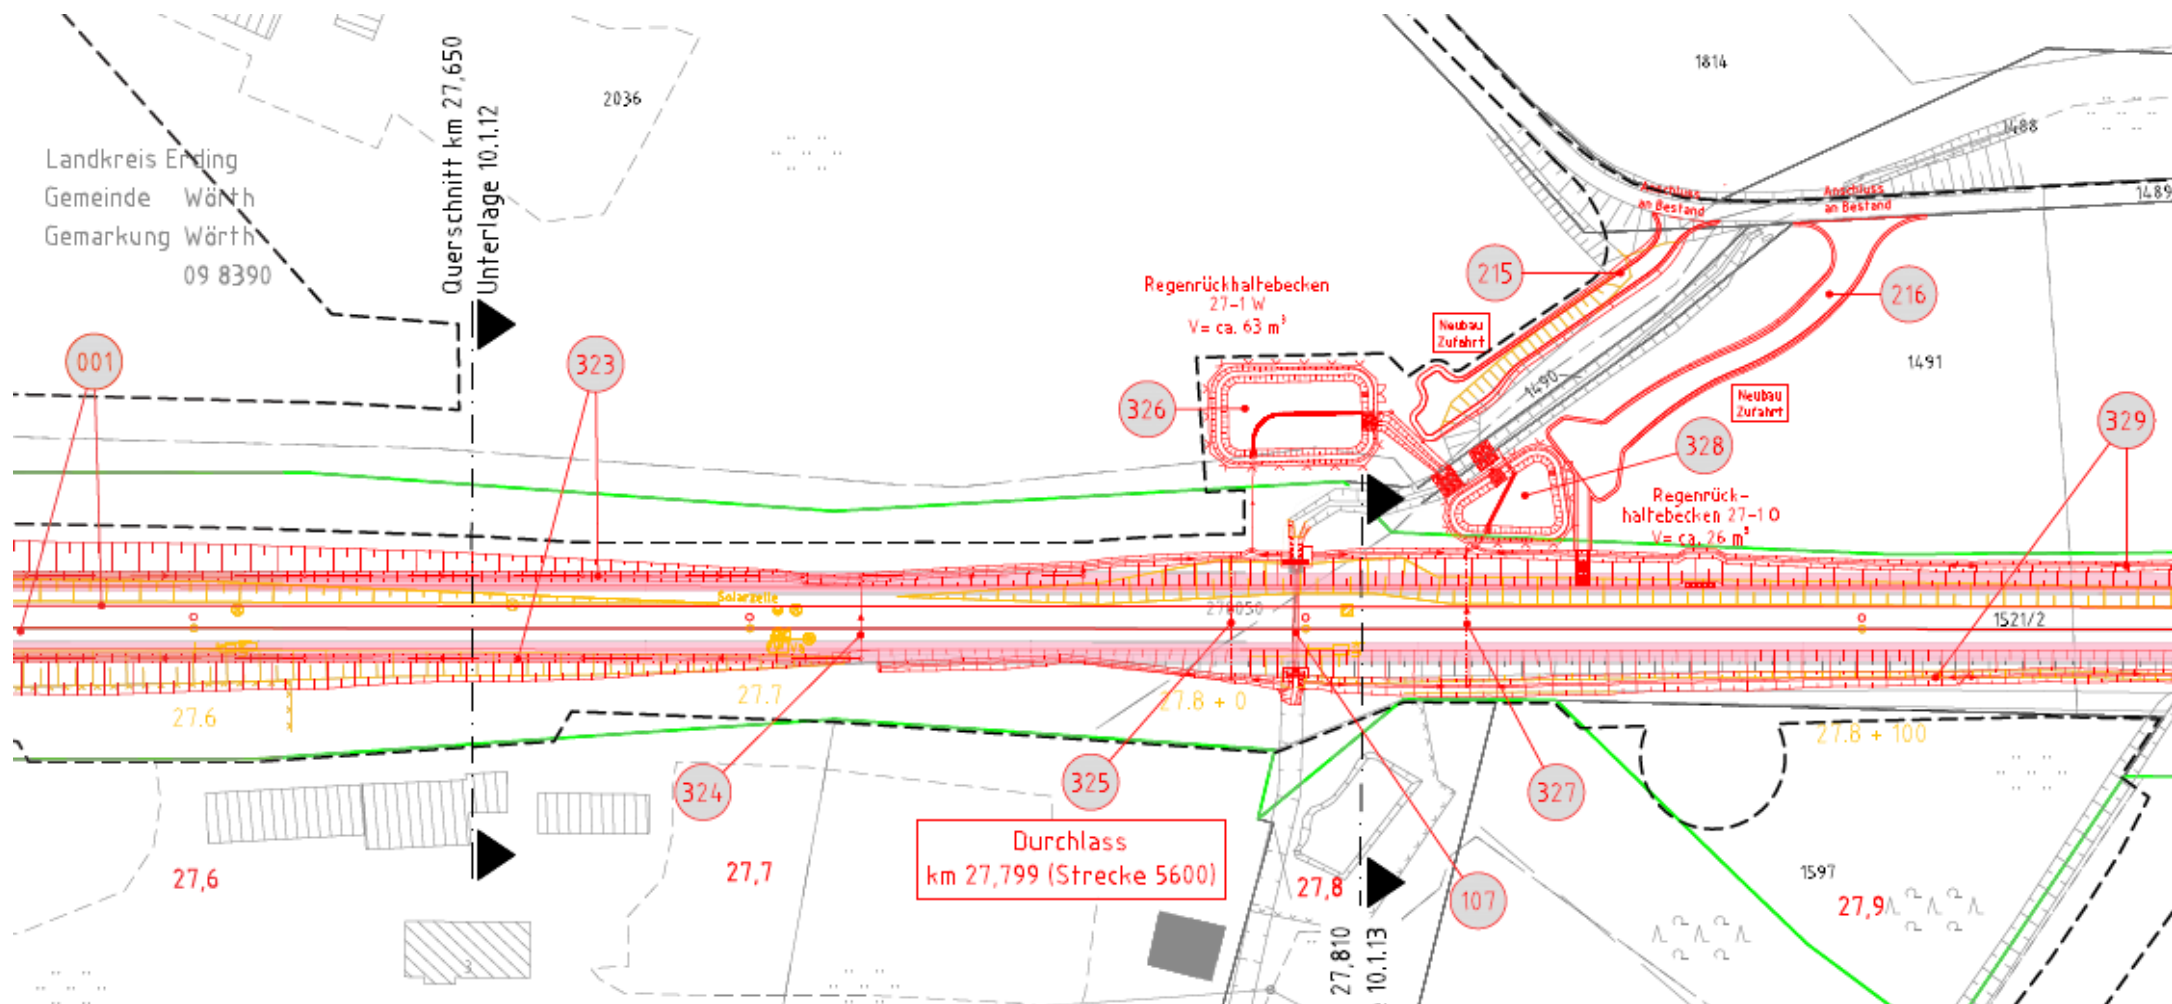 Landkreis Erding
Gemeinde Wörth
Gemarkung Wörth
09 8390
Querschnitt km 27,650
Unterlage 10.1.12
2036
1814
1488
1489
Anschluss
an Bestand
Anschluss
an Bestand
215
216
Regenrückhaltebecken
27-1 W
V= ca. 63 m³
Neubau
Zufahrt
001
323
326
1490
1491
Neubau
Zufahrt
328
329
Regenrück-
haltebecken 27-1 O
V= ca. 26 m³
Solarzelle
1521/2
27.6
27.7
27.8 + 0
27.8 + 100
324
325
327
Durchlass
km 27,799 (Strecke 5600)
27,6
27,7
27,8
27,9
107
1597
3
27,810
10.1.13